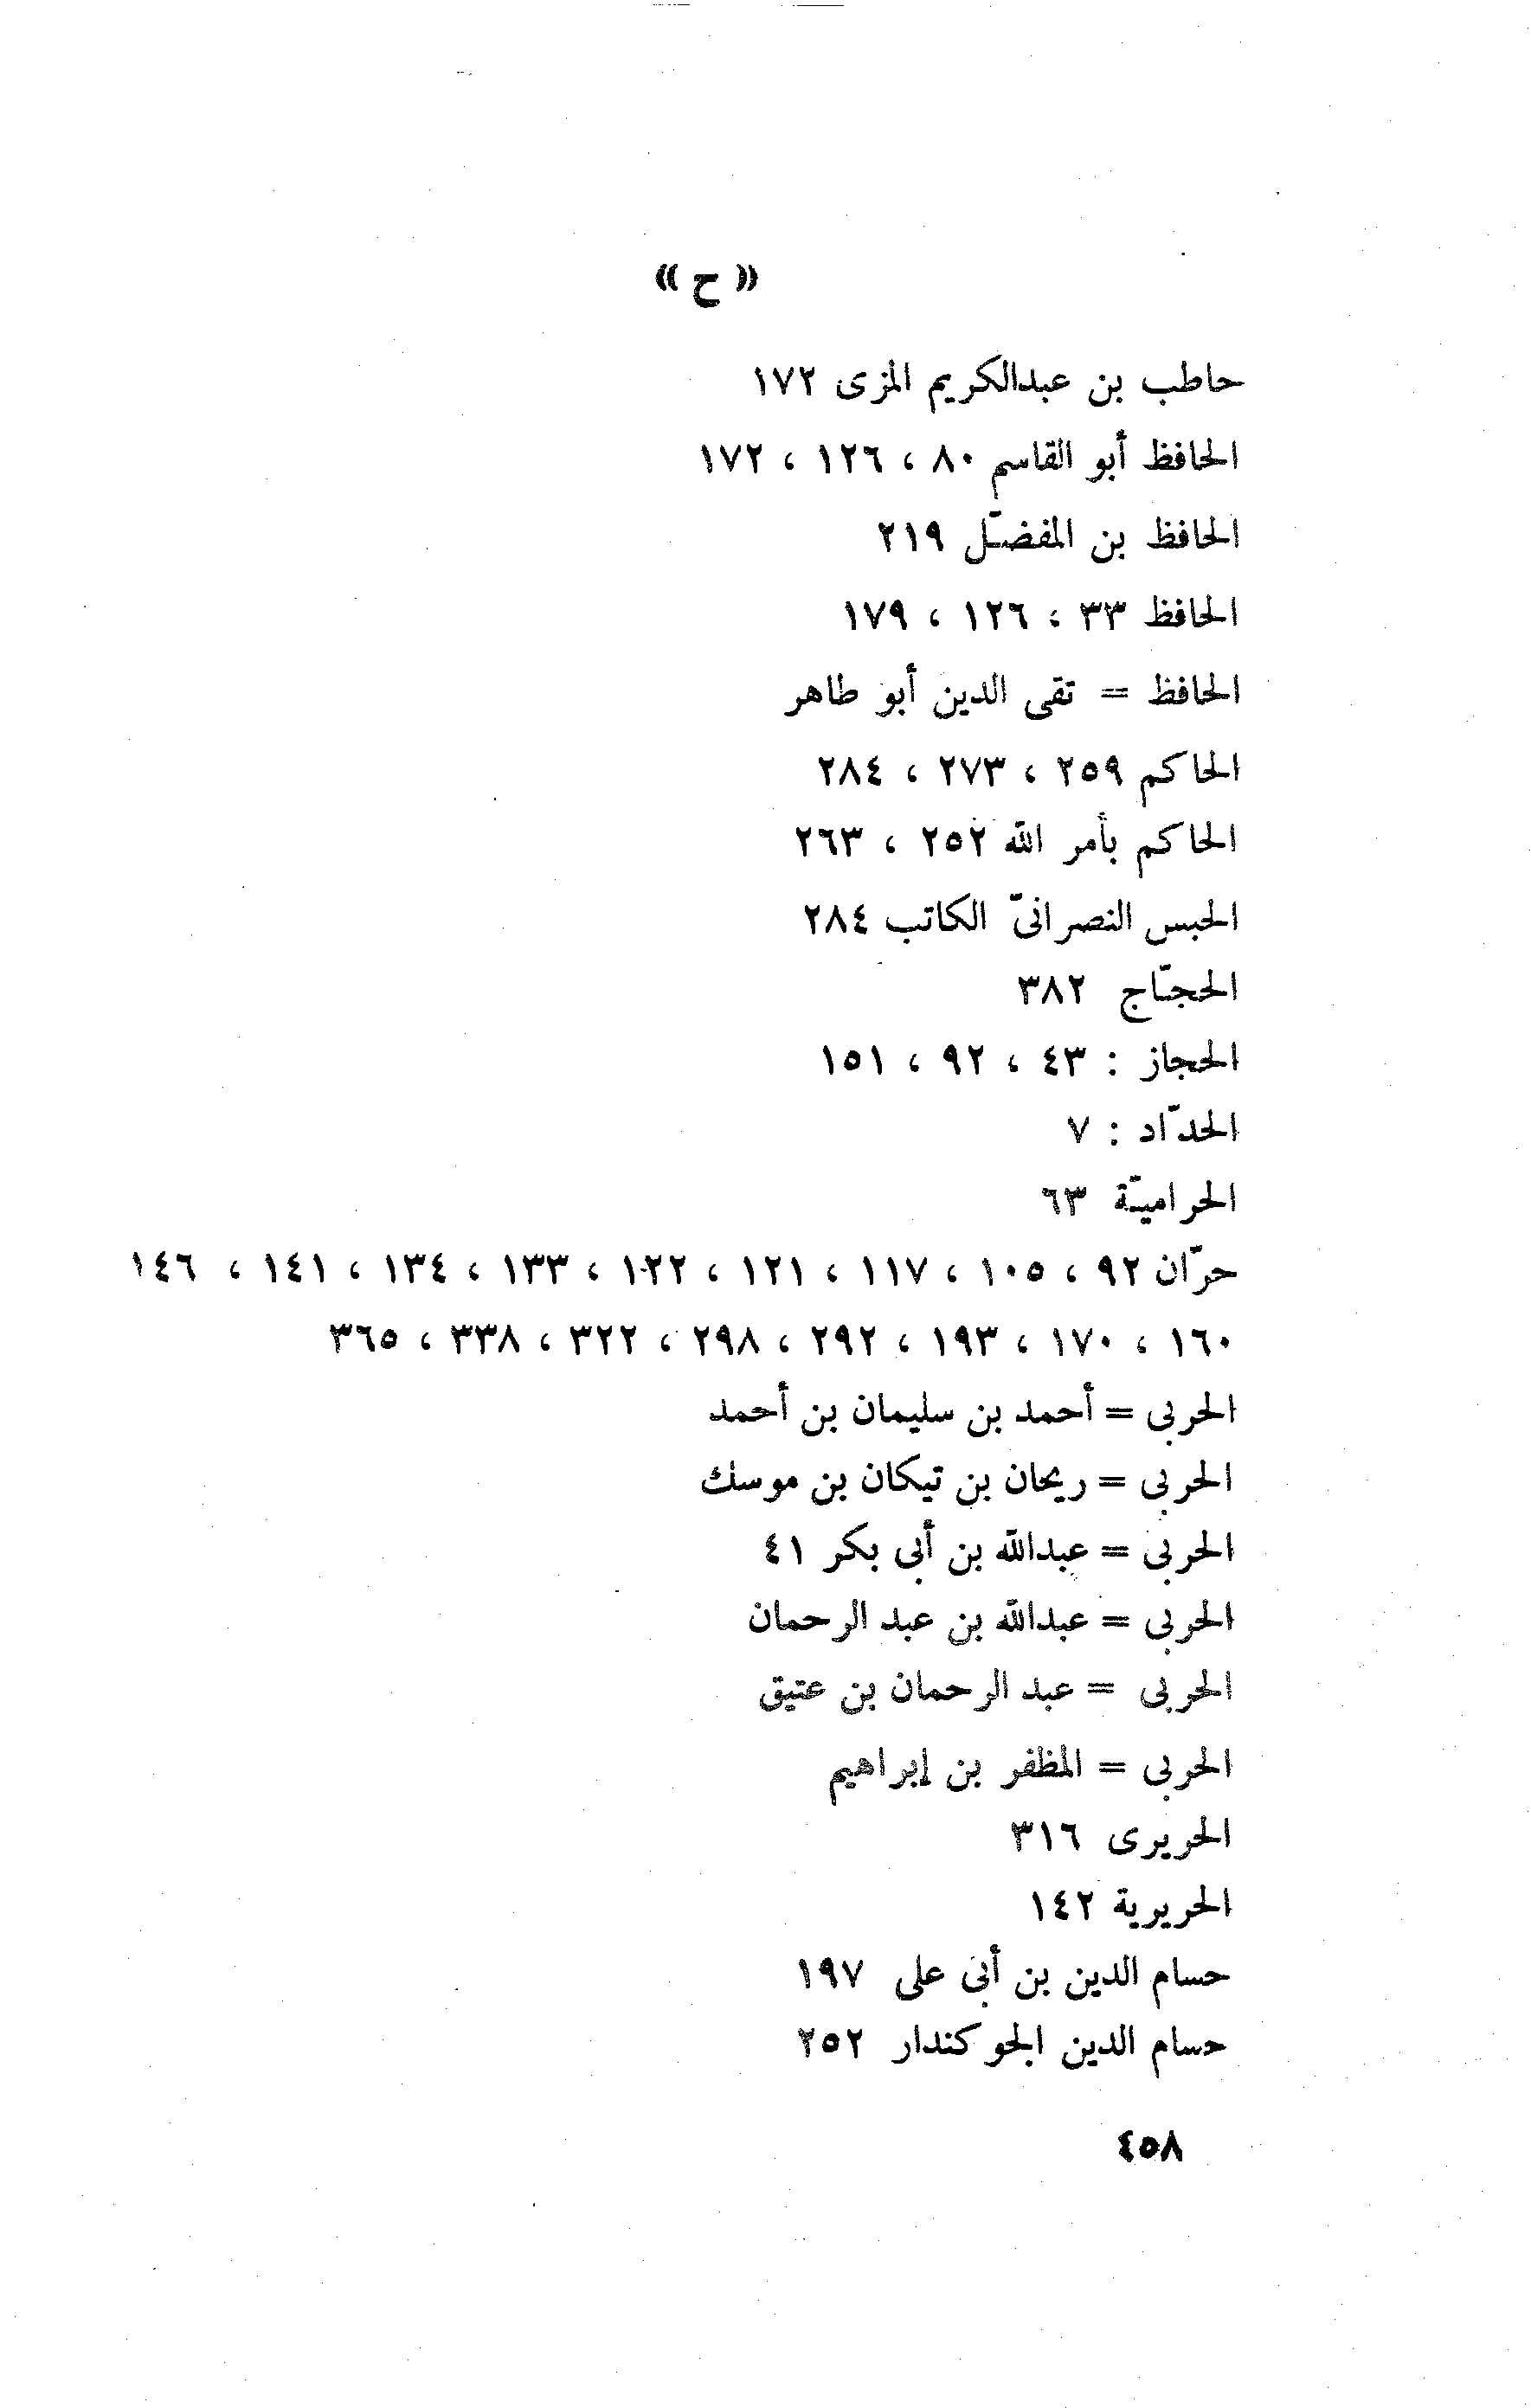 « ح »
حاطب بن عبدالكريم المزى ١٧٢
الحافظ أبو القاسم ٨٠ ، ١٢٦ ، ١٧٢
الحافظ بن المفضّل ٢١٩
الحافظ ٣٣ ، ١٢٦ ، ١٧٩
الحافظ = تقى الدين أبو طاهر
الحاكم ٢٥٩ ، ٢٧٣ ، ٢٨٤
الحاكم بأمر الله ٢٥٢ ، ٢٦٣
الحبس النصرانىّ الكاتب ٢٨٤
الحجّاج ٣٨٢
الحجاز : ٤٣ ، ٩٢ ، ١٥١
الحدّاد : ٧
الحراميّة ٦٣
حرّان ٩٢ ، ١٠٥ ، ١١٧ ، ١٢١ ، ١٢٢ ، ١٣٣ ، ١٣٤ ، ١٤١ ، ١٤٦
١٦٠ ، ١٧٠ ، ١٩٣ ، ٢٩٢ ، ٢٩٨ ، ٣٢٢ ، ٣٣٨ ، ٣٦٥
الحربى = أحمد بن سليمان بن أحمد
الحربى = ريحان بن تيكان بن موسك
الحربى = عبدالله بن أبى بكر ٤١
الحربى = عبدالله بن عبد الرحمان
الحربى = عبد الرحمان بن عتيق
الحربى = المظفر بن إبراهيم
الحريرى ٣١٦
الحريرية ١٤٢
حسام الدين بن أبى على ١٩٧
حسام الدين الجوكندار ٢٥٢
٤٥٨